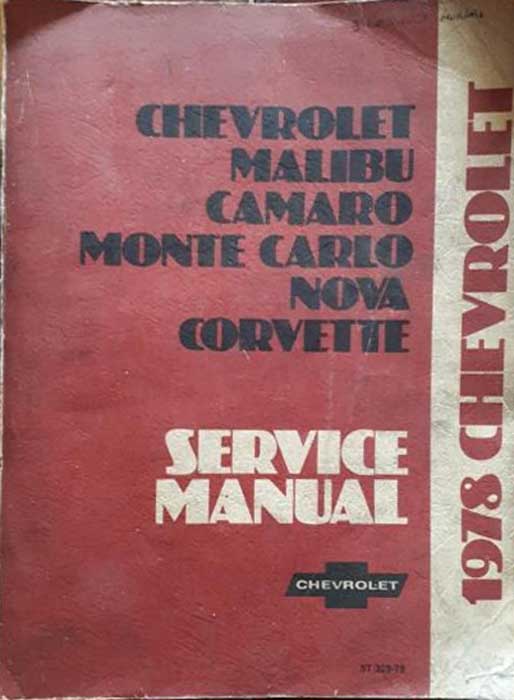 CHEVROLET
MALIBU
CAMARO
MONTE CARLO
NOVA
CORVETTE
SERVICE
MANUAL
CHEVROLET
1978 CHEVROLET